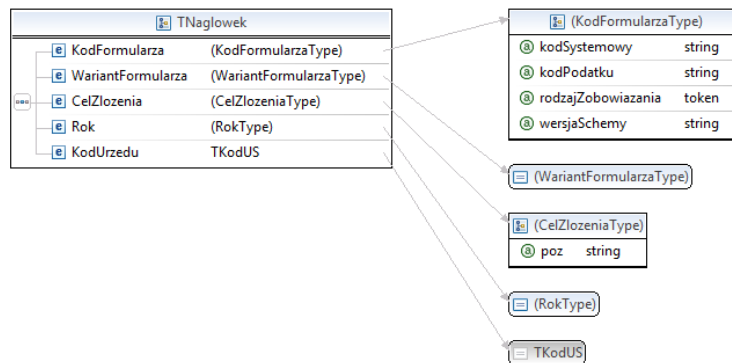 TNaglowek
KodFormularza (KodFormularzaType)
WariantFormularza (WariantFormularzaType)
CelZlozenia (CelZlozeniaType)
Rok (RokType)
KodUrzedu TKodUS
(KodFormularzaType)
kodSystemowy string
kodPodatku string
rodzajZobowiazania token
wersjaSchemy string
(WariantFormularzaType)
(CelZlozeniaType)
poz string
(RokType)
TKodUS